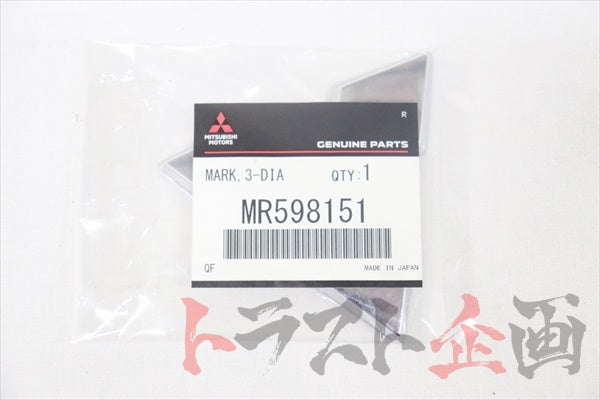 R
MITSUBISHI
MOTORS
GENUINE PARTS
MARK, 3-DIA QTY:1
MR598151
QF MADE IN JAPAN
トラスト企画